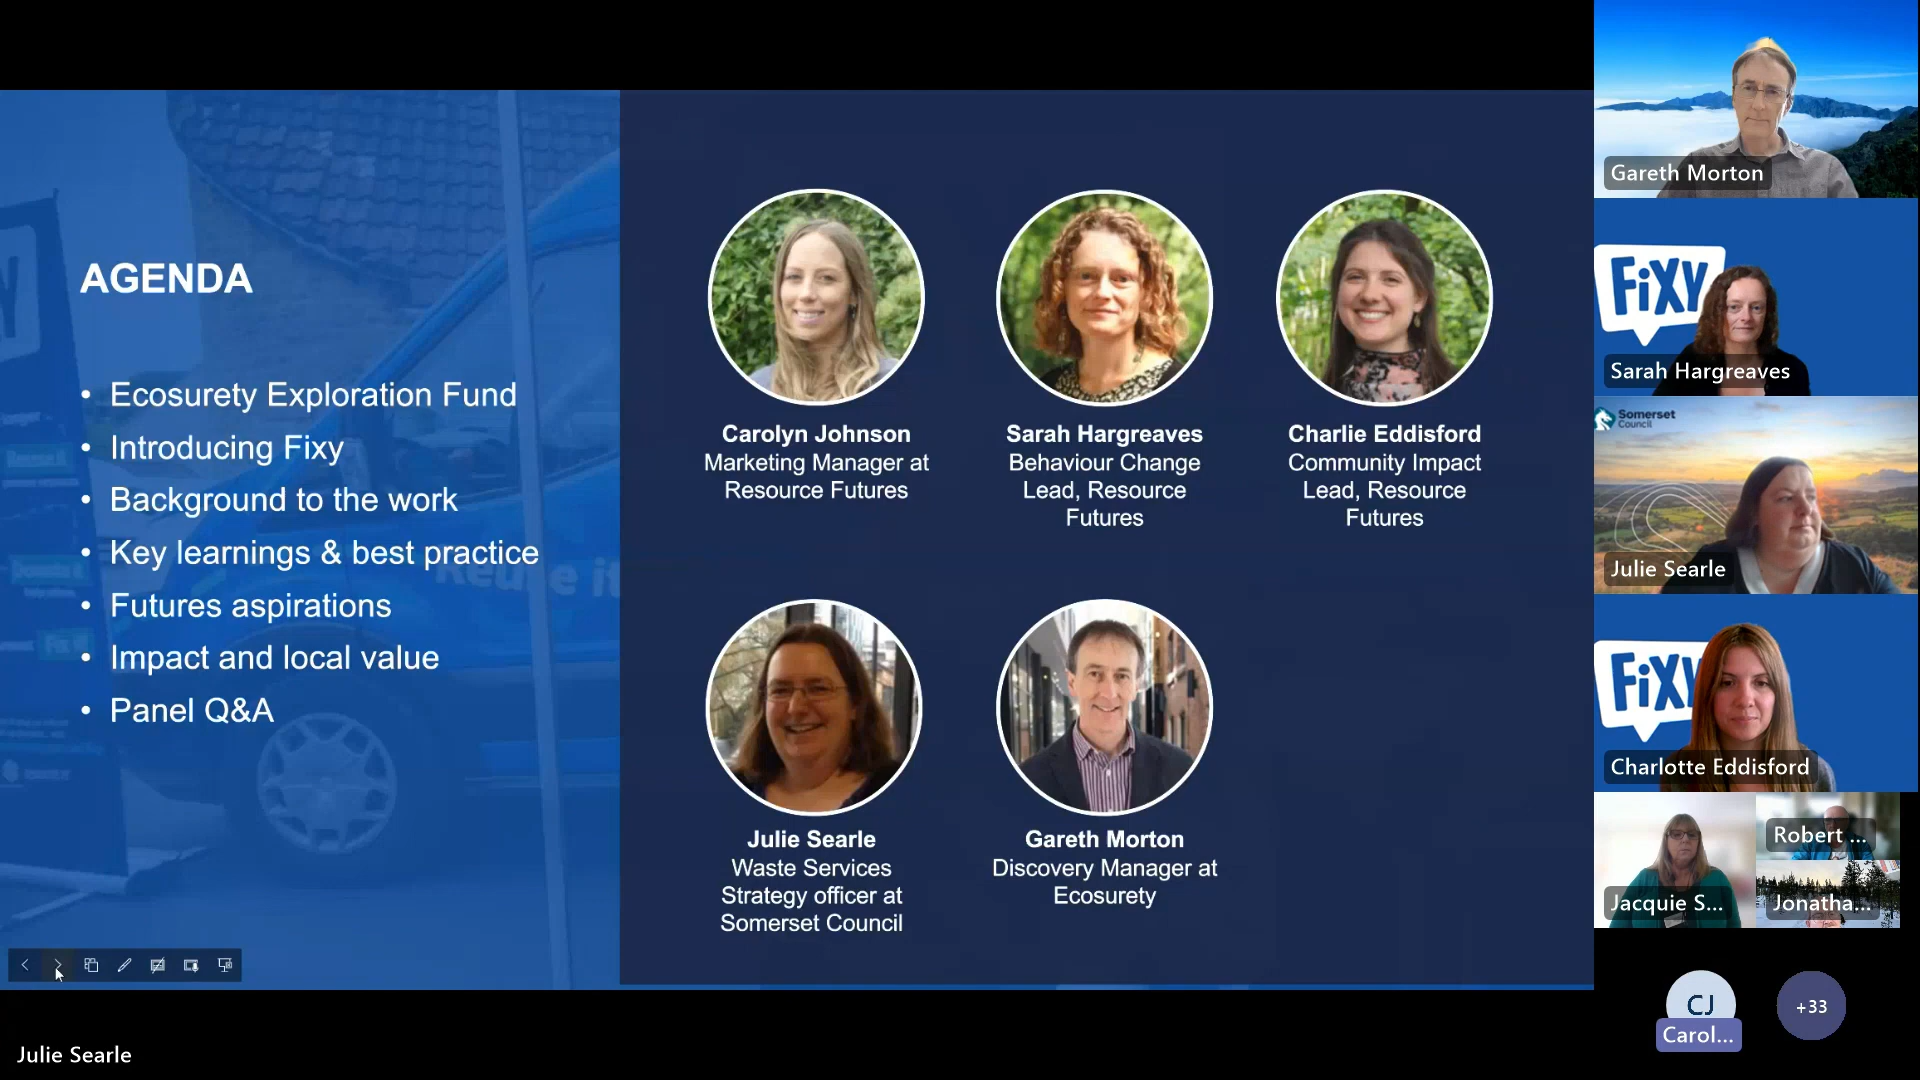 AGENDA
• Ecosurety Exploration Fund
• Introducing Fixy
• Background to the work
• Key learnings & best practice
• Futures aspirations
• Impact and local value
• Panel Q&A
Carolyn Johnson
Marketing Manager at
Resource Futures
Sarah Hargreaves
Behaviour Change
Lead, Resource
Futures
Charlie Eddisford
Community Impact
Lead, Resource
Futures
Julie Searle
Waste Services
Strategy officer at
Somerset Council
Gareth Morton
Discovery Manager at
Ecosurety
Gareth Morton
FiXY
Sarah Hargreaves
Somerset
Council
Julie Searle
FiXY
Charlotte Eddisford
Jacquie S...
Robert ...
Jonatha...
CJ
Carol...
+33
Julie Searle